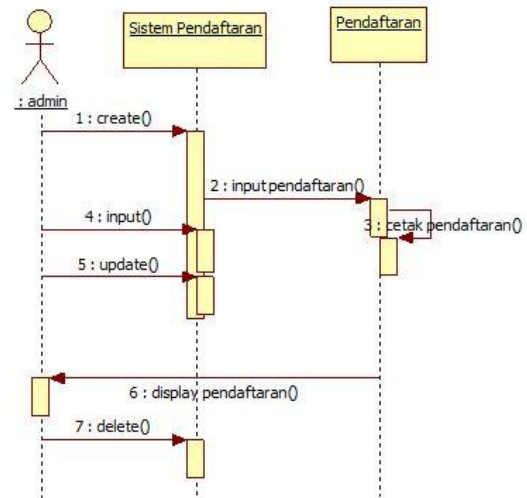 Sistem Pendaftaran
Pendaftaran
: admin
1 : create()
2 : input pendaftaran()
3 : cetak pendaftaran()
4 : input()
5 : update()
6 : display pendaftaran()
7 : delete()